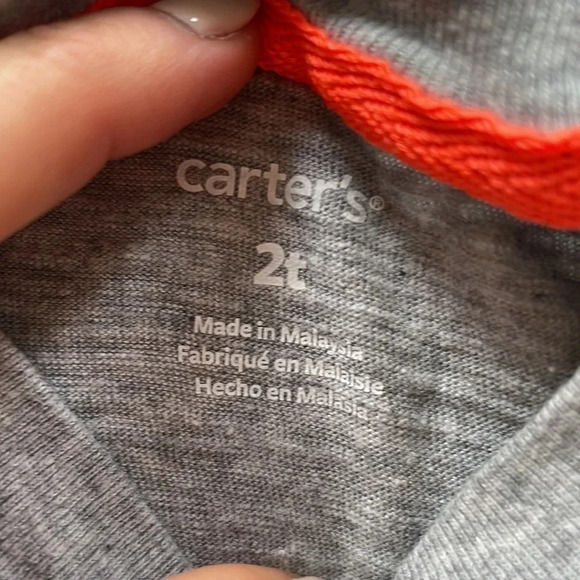 carter's®
2t
Made in Malaysia
Fabriqué en Malaisie
Hecho en Malasia